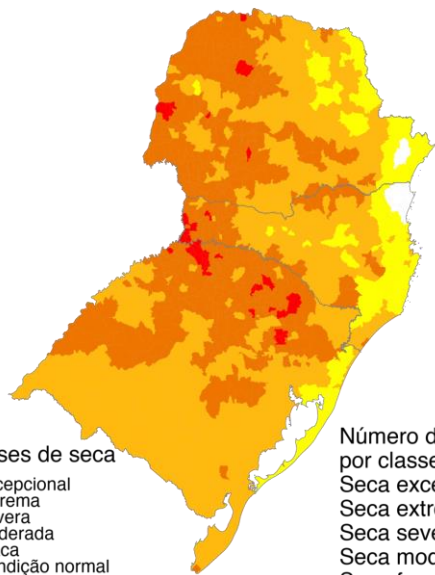 ses de seca
cepcional
rema
vera
derada
ca
ndição normal
Número d
por classe
Seca exce
Seca extre
Seca seve
Seca mod